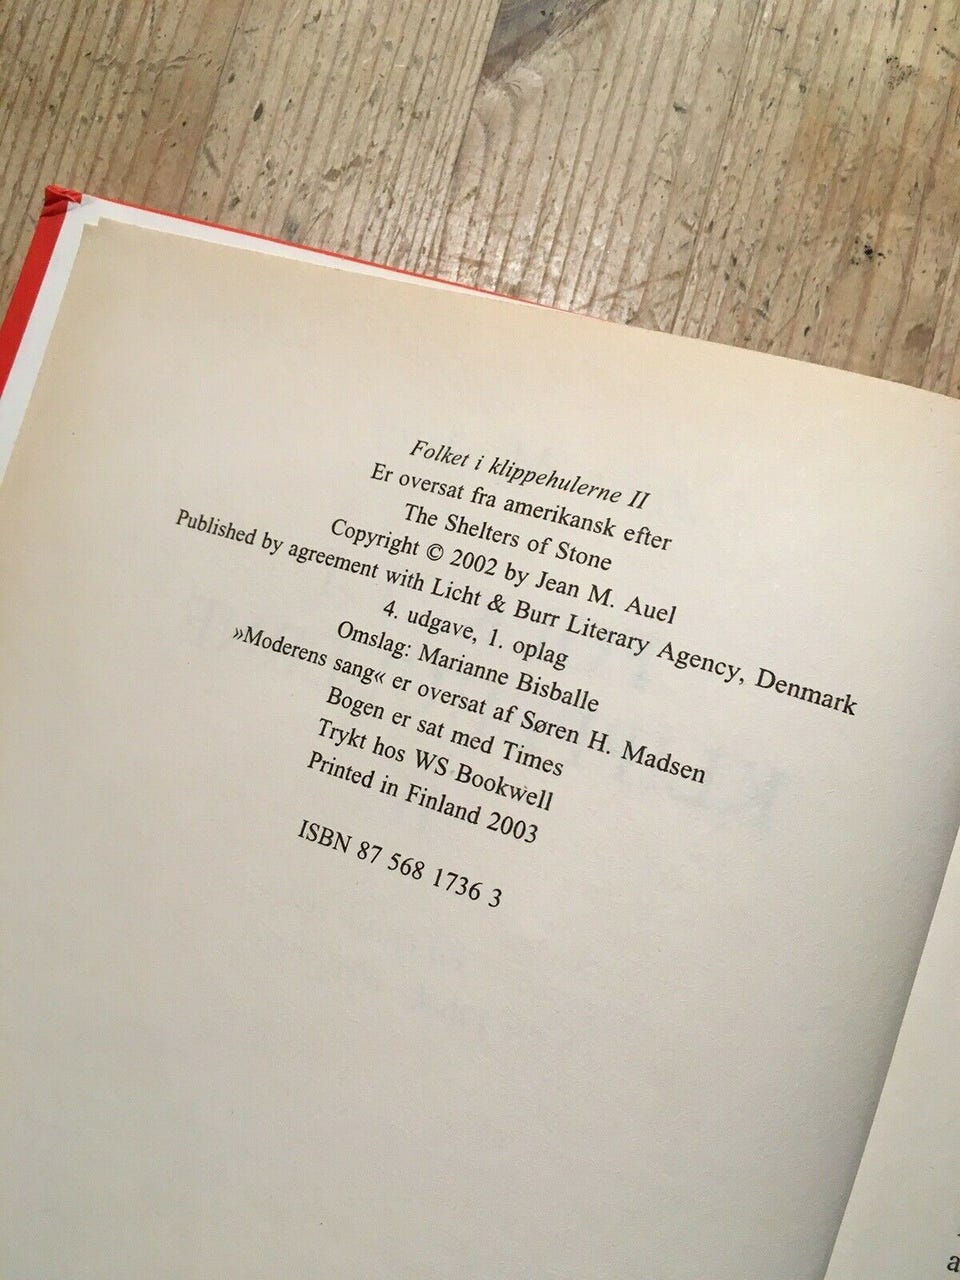 Folket i klippehulerne II
Er oversat fra amerikansk efter
The Shelters of Stone
Copyright © 2002 by Jean M. Auel
Published by agreement with Licht & Burr Literary Agency, Denmark
4. udgave, 1. oplag
Omslag: Marianne Bisballe
»Moderens sang« er oversat af Søren H. Madsen
Bogen er sat med Times
Trykt hos WS Bookwell
Printed in Finland 2003
ISBN 87 568 1736 3